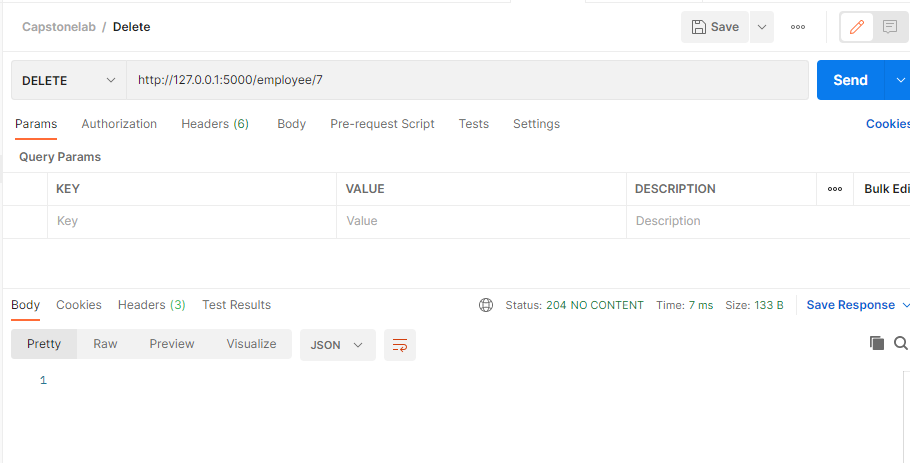 Capstonelab / Delete Save ooo
DELETE http://127.0.0.1:5000/employee/7 Send
Params Authorization Headers (6) Body Pre-request Script Tests Settings Cookies
Query Params
KEY VALUE DESCRIPTION ooo Bulk Edi
Key Value Description
Body Cookies Headers (3) Test Results Status: 204 NO CONTENT Time: 7 ms Size: 133 B Save Response
Pretty Raw Preview Visualize JSON
1